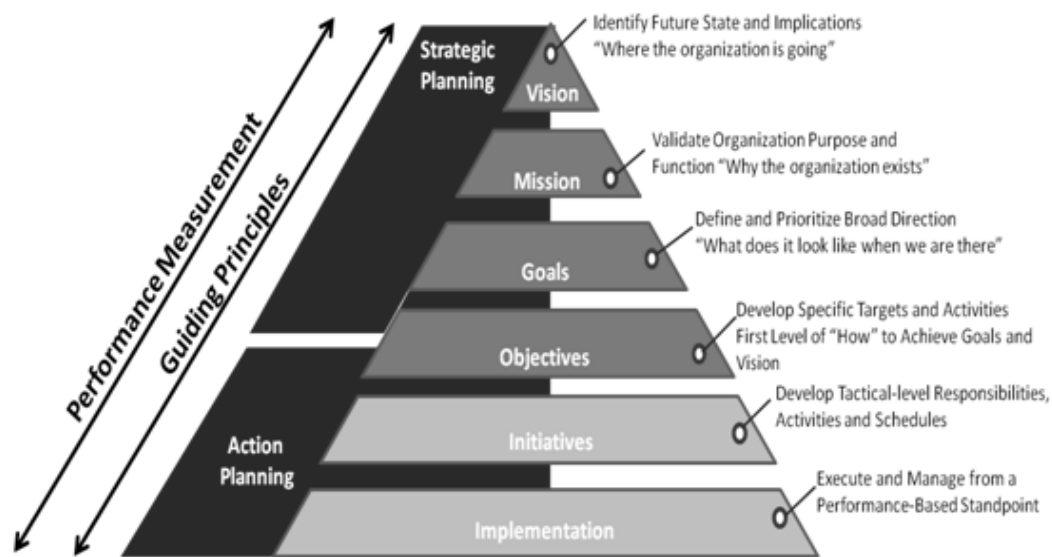 Performance Measurement
Guiding Principles
Strategic
Planning
Action
Planning
Vision
Identify Future State and Implications
“Where the organization is going”
Mission
Validate Organization Purpose and
Function “Why the organization exists”
Goals
Define and Prioritize Broad Direction
“What does it look like when we are there”
Objectives
Develop Specific Targets and Activities
First Level of “How” to Achieve Goals and
Vision
Initiatives
Develop Tactical-level Responsibilities,
Activities and Schedules
Implementation
Execute and Manage from a
Performance-Based Standpoint